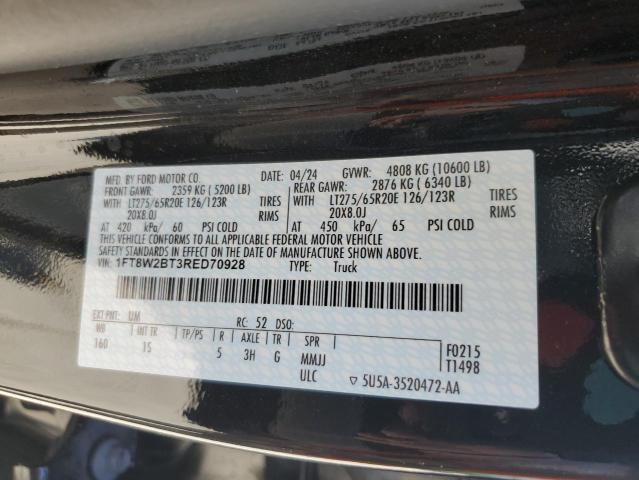 MFD. BY FORD MOTOR CO. DATE: 04/24 GVWR: 4808 KG (10600 LB)
FRONT GAWR: 2359 KG (5200 LB) REAR GAWR: 2876 KG (6340 LB)
WITH LT275/65R20E 126/123R TIRES WITH LT275/65R20E 126/123R TIRES
20X8.0J RIMS 20X8.0J RIMS
AT 420 kPa/ 60 PSI COLD AT 450 kPa/ 65 PSI COLD
THIS VEHICLE CONFORMS TO ALL APPLICABLE FEDERAL MOTOR VEHICLE
SAFETY STANDARDS IN EFFECT ON THE DATE OF MANUFACTURE SHOWN ABOVE.
VIN: 1FT8W2BT3RED70928 TYPE: Truck
EXT PNT: UM RC: 52 DSO:
WB INT TR TP/PS R AXLE TR SPR F0215
160 15 5 3H G MMJJ T1498
ULC ▽ 5U5A-3520472-AA